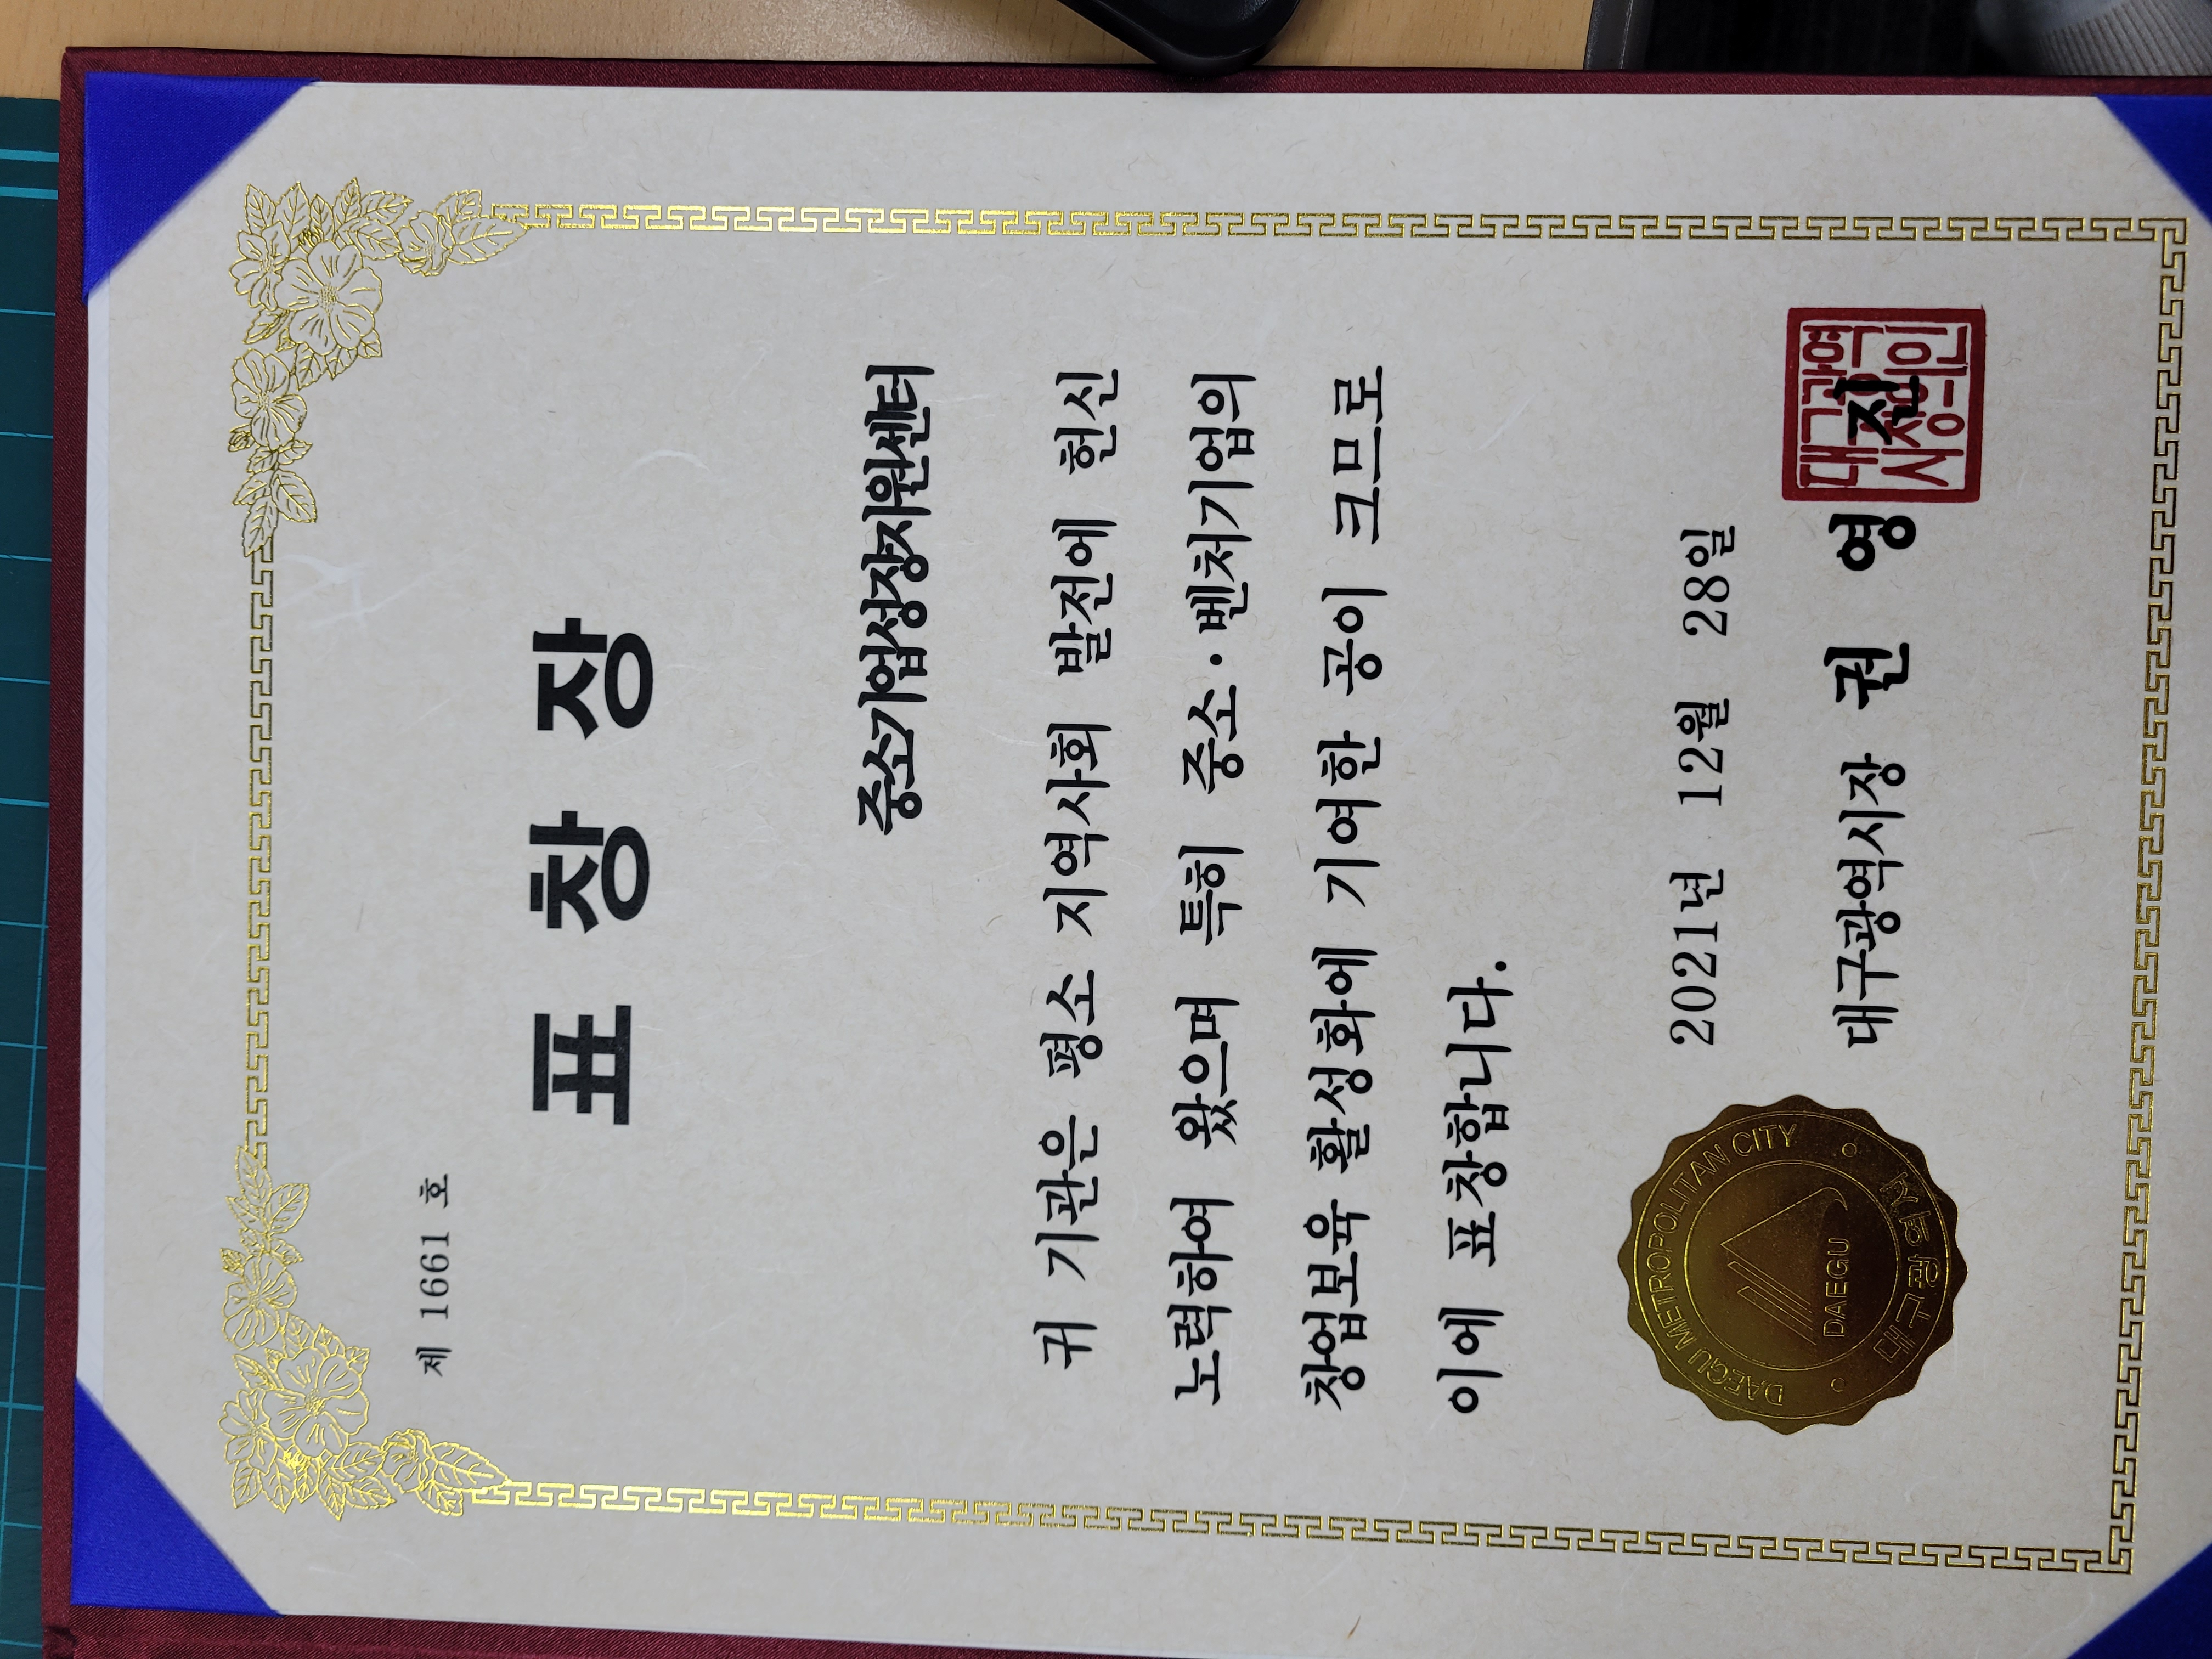 제 1661 호
표 창 장
중소기업성장지원센터
귀 기관은 평소 지역사회 발전에 헌신
노력하여 왔으며 특히 중소·벤처기업의
창업보육 활성화에 기여한 공이 크므로
이에 표창합니다.
2021년 12월 28일
대구광역시장 권 영 진
대구광역
시장의인
DAEGU METROPOLITAN CITY
DAEGU
대구광역시